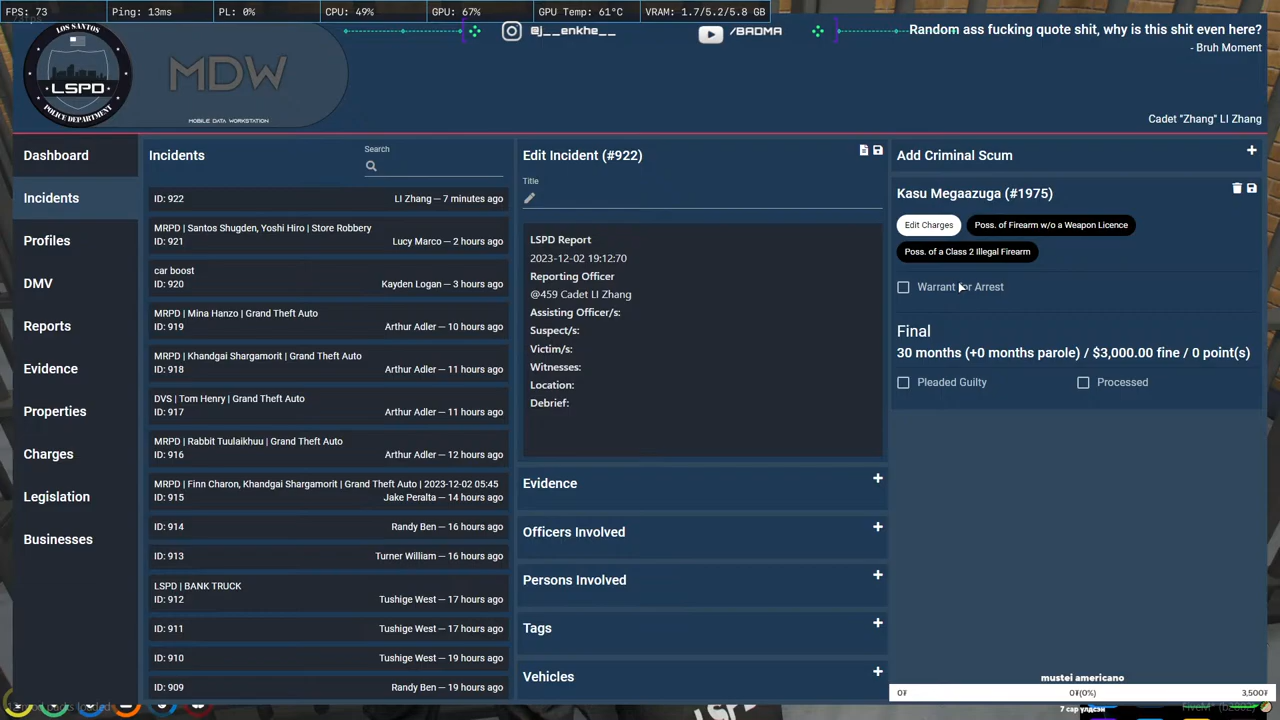 FPS: 73
Ping: 13ms
PL: 0%
CPU: 49%
GPU: 67%
GPU Temp: 61°C
VRAM: 1.7/5.2/5.8 GB
@j__enkhe__
/BADMA
Random ass fucking quote shit, why is this shit even here?
- Bruh Moment
LOS SANTOS
LSPD
POLICE DEPARTMENT
MDW
MOBILE DATA WORKSTATION
Cadet "Zhang" LI Zhang
Dashboard
Incidents
Profiles
DMV
Reports
Evidence
Properties
Charges
Legislation
Businesses
Incidents
Search
ID: 922
LI Zhang — 7 minutes ago
MRPD | Santos Shugden, Yoshi Hiro | Store Robbery
ID: 921
Lucy Marco — 2 hours ago
car boost
ID: 920
Kayden Logan — 3 hours ago
MRPD | Mina Hanzo | Grand Theft Auto
ID: 919
Arthur Adler — 10 hours ago
MRPD | Khandgai Shargamorit | Grand Theft Auto
ID: 918
Arthur Adler — 11 hours ago
DVS | Tom Henry | Grand Theft Auto
ID: 917
Arthur Adler — 11 hours ago
MRPD | Rabbit Tuulaikhuu | Grand Theft Auto
ID: 916
Arthur Adler — 12 hours ago
MRPD | Finn Charon, Khandgai Shargamorit | Grand Theft Auto | 2023-12-02 05:45
ID: 915
Jake Peralta — 14 hours ago
ID: 914
Randy Ben — 16 hours ago
ID: 913
Turner William — 16 hours ago
LSPD | BANK TRUCK
ID: 912
Tushige West — 17 hours ago
ID: 911
Tushige West — 17 hours ago
ID: 910
Tushige West — 19 hours ago
ID: 909
Randy Ben — 19 hours ago
Edit Incident (#922)
Title
LSPD Report
2023-12-02 19:12:70
Reporting Officer
@459 Cadet LI Zhang
Assisting Officer/s:
Suspect/s:
Victim/s:
Witnesses:
Location:
Debrief:
Evidence
Officers Involved
Persons Involved
Tags
Vehicles
Add Criminal Scum
Kasu Megaazuga (#1975)
Edit Charges
Poss. of Firearm w/o a Weapon Licence
Poss. of a Class 2 Illegal Firearm
Warrant for Arrest
Final
30 months (+0 months parole) / $3,000.00 fine / 0 point(s)
Pleaded Guilty
Processed
mustei americano
0₮
0₮(0%)
3,500₮
7 сар үлдсэн